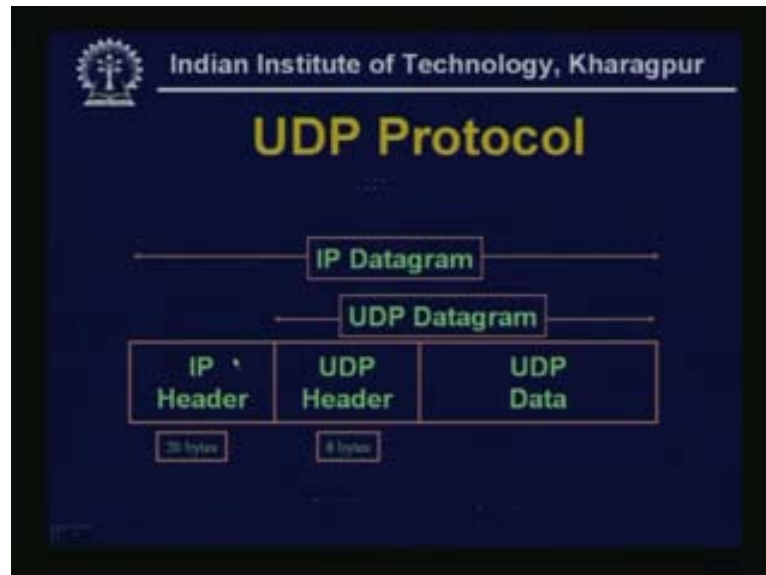 Indian Institute of Technology, Kharagpur
UDP Protocol
IP Datagram
UDP Datagram
IP UDP UDP
Header Header Data
20 bytes 8 bytes